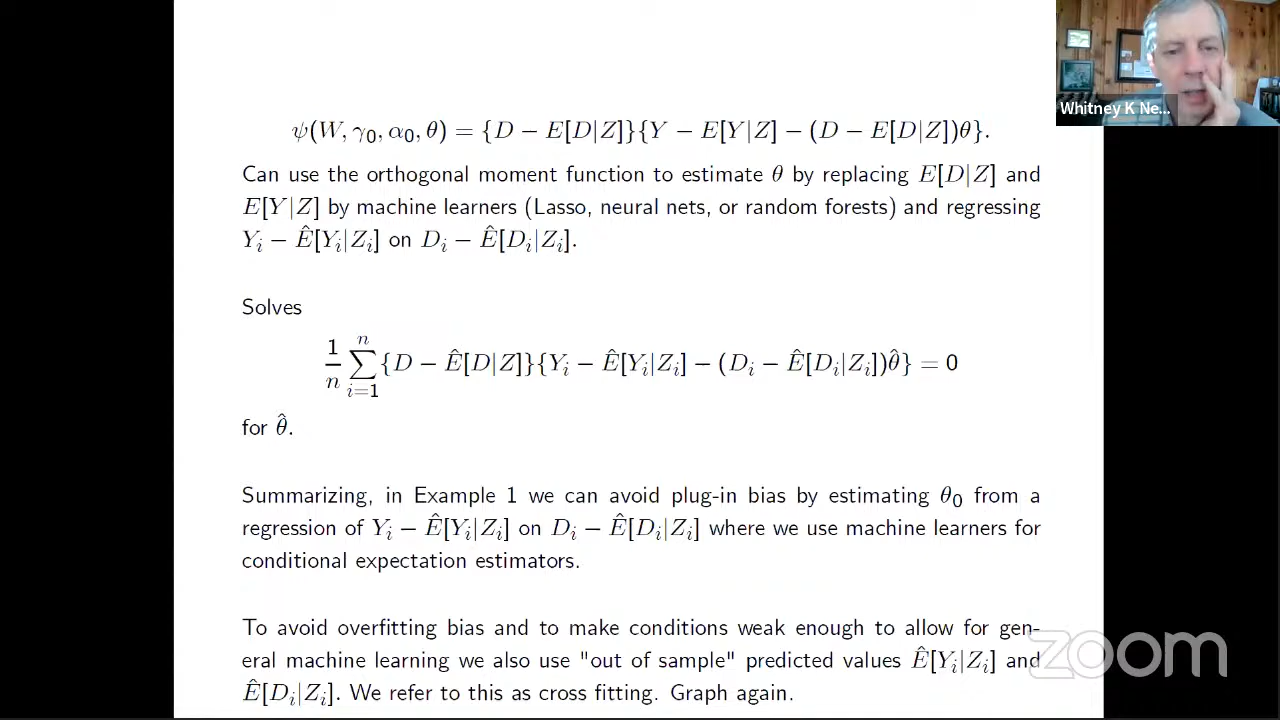 ψ(W, γ₀, α₀, θ) = {D − E[D|Z]}{Y − E[Y|Z] − (D − E[D|Z])θ}.
Can use the orthogonal moment function to estimate θ by replacing E[D|Z] and
E[Y|Z] by machine learners (Lasso, neural nets, or random forests) and regressing
Yᵢ − Ê[Yᵢ|Zᵢ] on Dᵢ − Ê[Dᵢ|Zᵢ].
Solves
1/n ∑ᵢ₌₁ⁿ {D − Ê[D|Z]}{Yᵢ − Ê[Yᵢ|Zᵢ] − (Dᵢ − Ê[Dᵢ|Zᵢ])θ̂} = 0
for θ̂.
Summarizing, in Example 1 we can avoid plug-in bias by estimating θ₀ from a
regression of Yᵢ − Ê[Yᵢ|Zᵢ] on Dᵢ − Ê[Dᵢ|Zᵢ] where we use machine learners for
conditional expectation estimators.
To avoid overfitting bias and to make conditions weak enough to allow for gen-
eral machine learning we also use "out of sample" predicted values Ê[Yᵢ|Zᵢ] and
Ê[Dᵢ|Zᵢ]. We refer to this as cross fitting. Graph again.
Whitney K Ne...
zoom